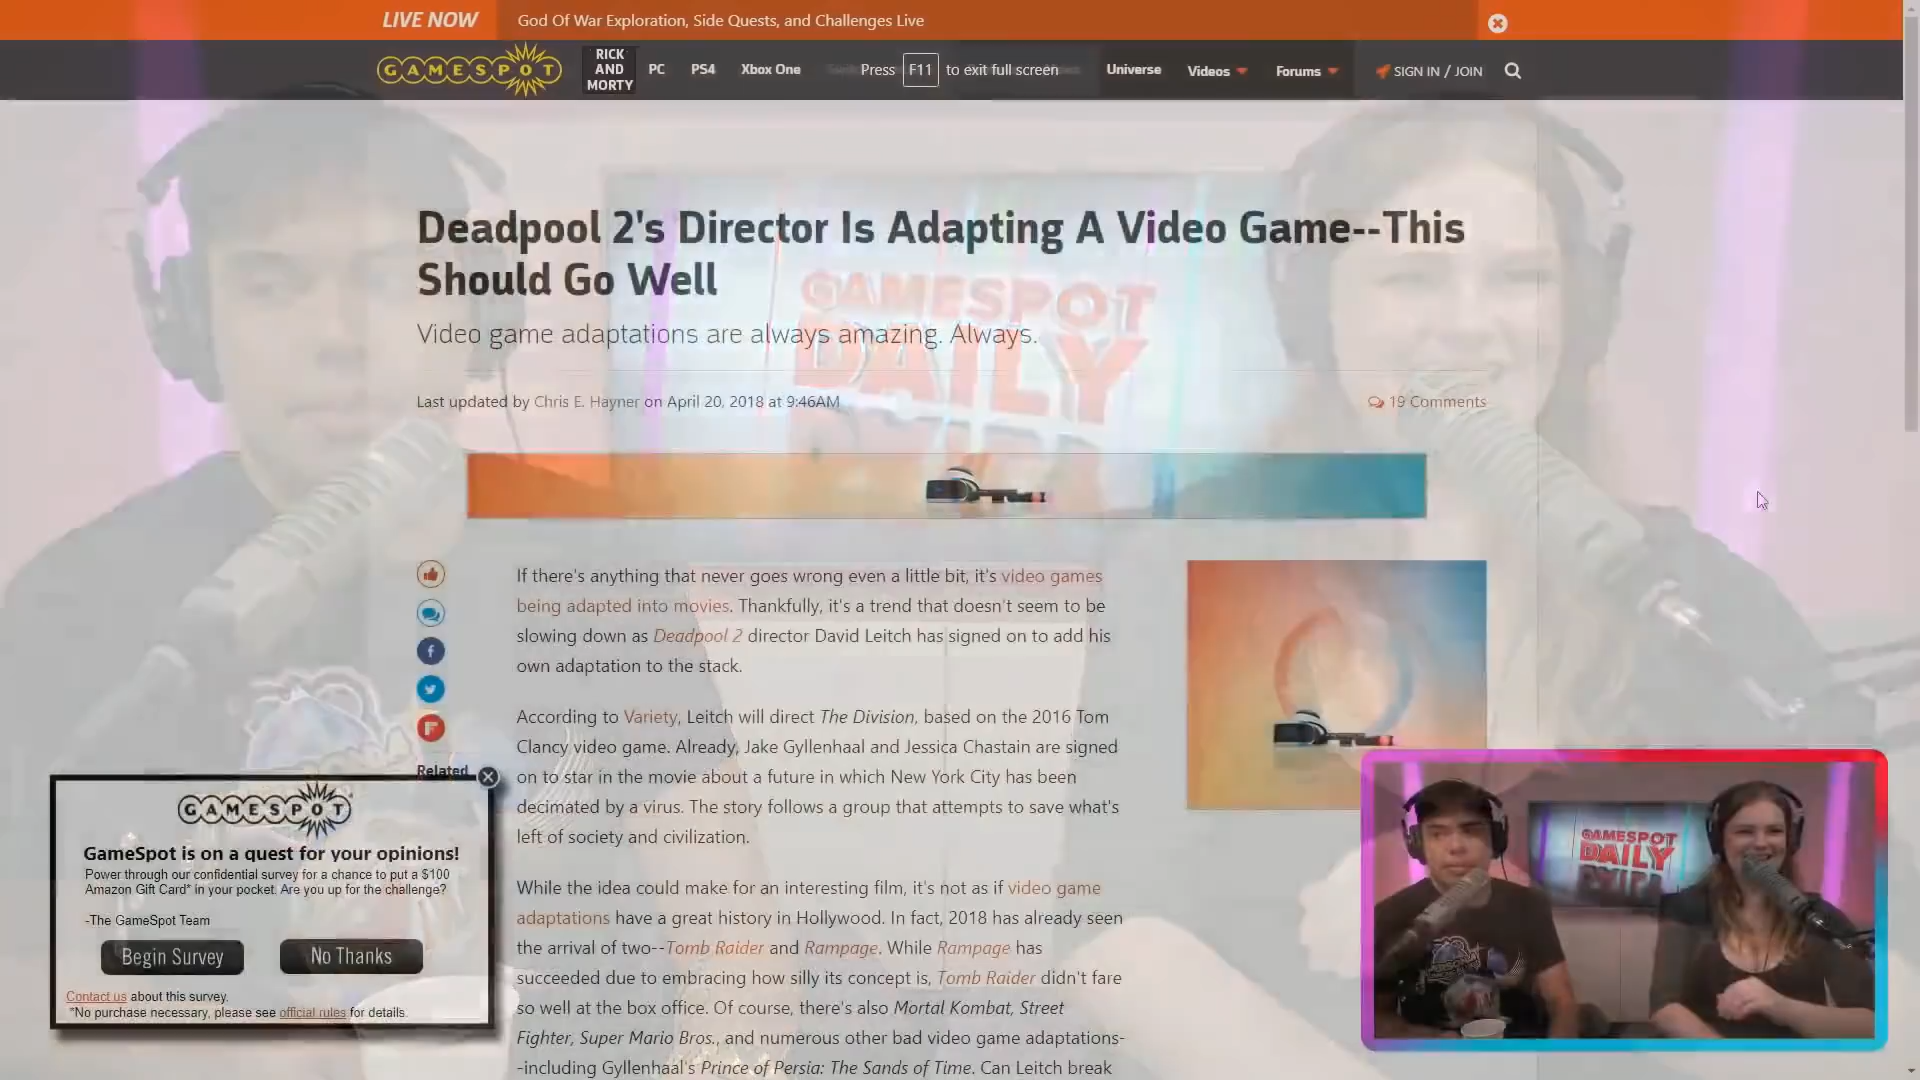 LIVE NOW God Of War Exploration, Side Quests, and Challenges Live
GAMESPOT
RICK AND MORTY
PC PS4 Xbox One
Press F11 to exit full screen
Universe Videos Forums SIGN IN / JOIN
Deadpool 2's Director Is Adapting A Video Game--This
Should Go Well
Video game adaptations are always amazing. Always.
Last updated by Chris E. Hayner on April 20, 2018 at 9:46AM
19 Comments
GAMESPOT
DAILY
If there's anything that never goes wrong even a little bit, it's video games
being adapted into movies. Thankfully, it's a trend that doesn't seem to be
slowing down as Deadpool 2 director David Leitch has signed on to add his
own adaptation to the stack.
According to Variety, Leitch will direct The Division, based on the 2016 Tom
Clancy video game. Already, Jake Gyllenhaal and Jessica Chastain are signed
on to star in the movie about a future in which New York City has been
decimated by a virus. The story follows a group that attempts to save what's
left of society and civilization.
While the idea could make for an interesting film, it's not as if video game
adaptations have a great history in Hollywood. In fact, 2018 has already seen
the arrival of two--Tomb Raider and Rampage. While Rampage has
succeeded due to embracing how silly its concept is, Tomb Raider didn't fare
so well at the box office. Of course, there's also Mortal Kombat, Street
Fighter, Super Mario Bros., and numerous other bad video game adaptations-
-including Gyllenhaal's Prince of Persia: The Sands of Time. Can Leitch break
Related
GAMESPOT
GameSpot is on a quest for your opinions!
Power through our confidential survey for a chance to put a $100
Amazon Gift Card* in your pocket. Are you up for the challenge?
-The GameSpot Team
Begin Survey No Thanks
Contact us about this survey.
*No purchase necessary, please see official rules for details.
GAMESPOT
DAILY